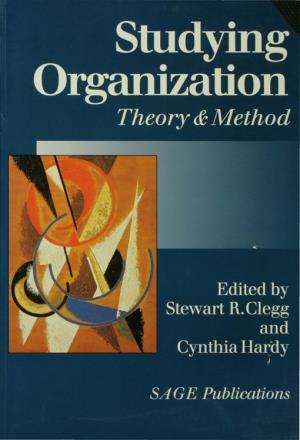 Studying
Organization
Theory & Method
Edited by
Stewart R. Clegg
and
Cynthia Hardy
SAGE Publications